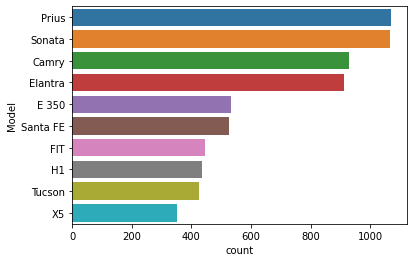 Prius
Sonata
Camry
Elantra
E 350
Santa FE
FIT
H1
Tucson
X5
Model
0 200 400 600 800 1000
count